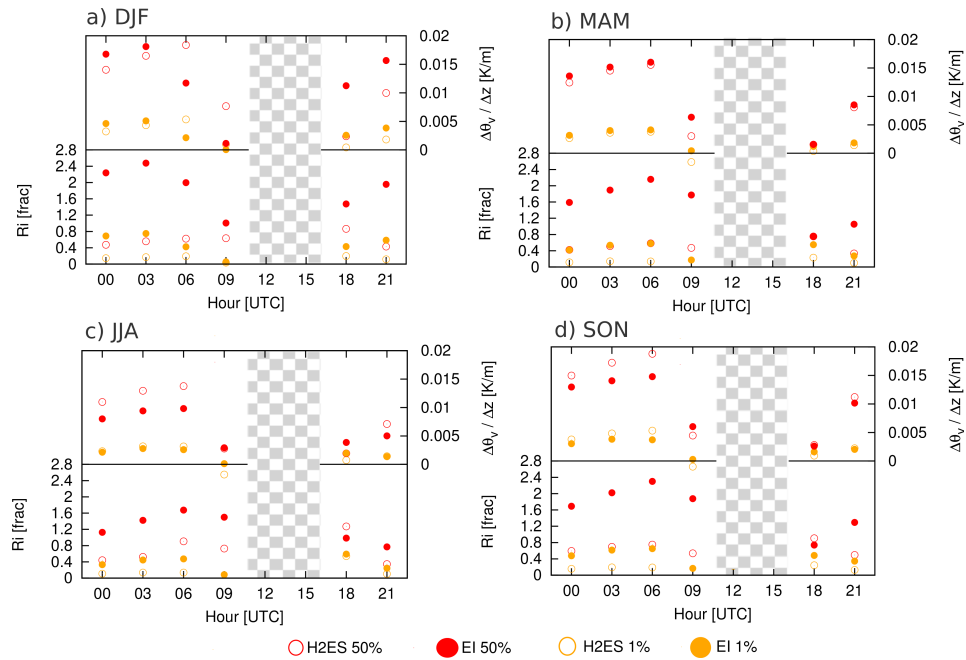 a) DJF
b) MAM
0.02
0.015
0.01
0.005
0
Δθv / Δz [K/m]
0.02
0.015
0.01
0.005
0
Δθv / Δz [K/m]
2.8
2.4
2
1.6
1.2
0.8
0.4
0
Ri [frac]
2.8
2.4
2
1.6
1.2
0.8
0.4
0
Ri [frac]
00 03 06 09 12 15 18 21
Hour [UTC]
00 03 06 09 12 15 18 21
Hour [UTC]
c) JJA
d) SON
0.02
0.015
0.01
0.005
0
Δθv / Δz [K/m]
0.02
0.015
0.01
0.005
0
Δθv / Δz [K/m]
2.8
2.4
2
1.6
1.2
0.8
0.4
0
Ri [frac]
2.8
2.4
2
1.6
1.2
0.8
0.4
0
Ri [frac]
00 03 06 09 12 15 18 21
Hour [UTC]
00 03 06 09 12 15 18 21
Hour [UTC]
H2ES 50% EI 50% H2ES 1% EI 1%